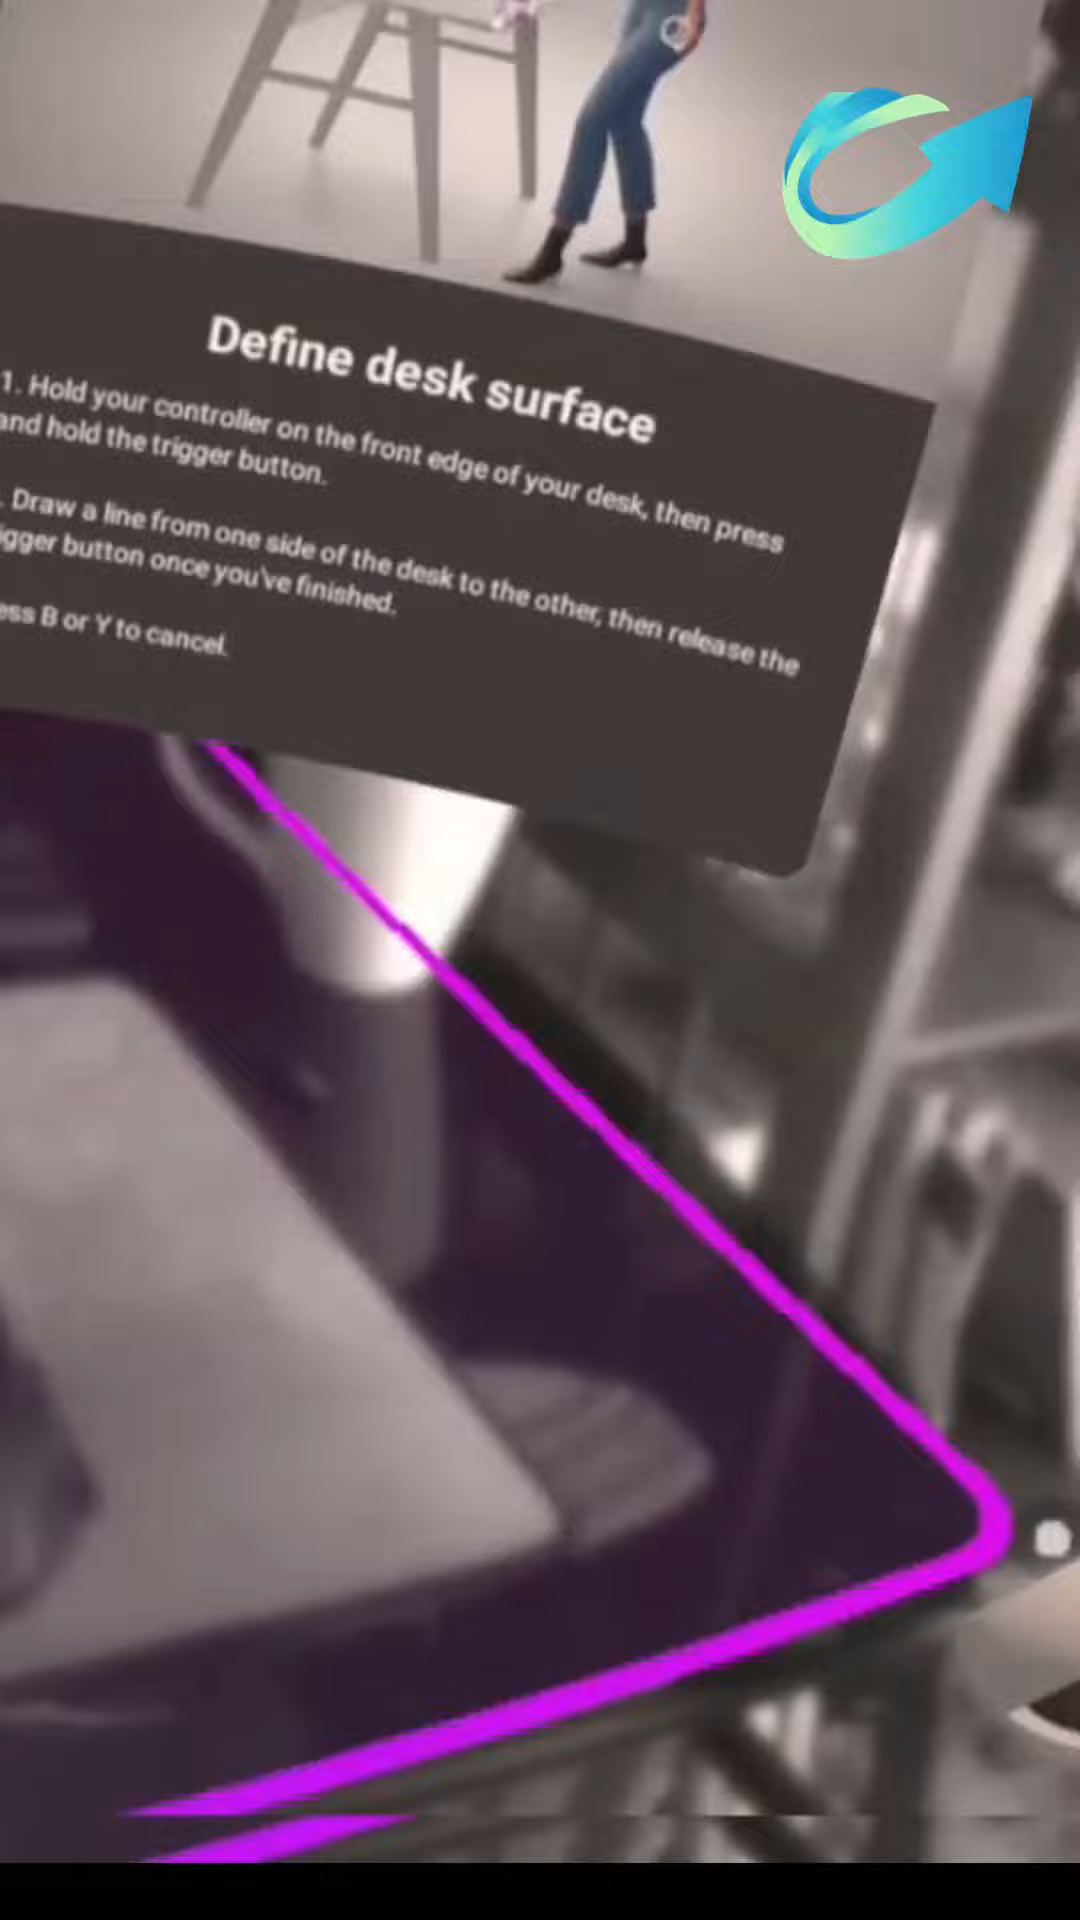 Define desk surface
1. Hold your controller on the front edge of your desk, then press
and hold the trigger button.
. Draw a line from one side of the desk to the other, then release the
igger button once you've finished.
ess B or Y to cancel.